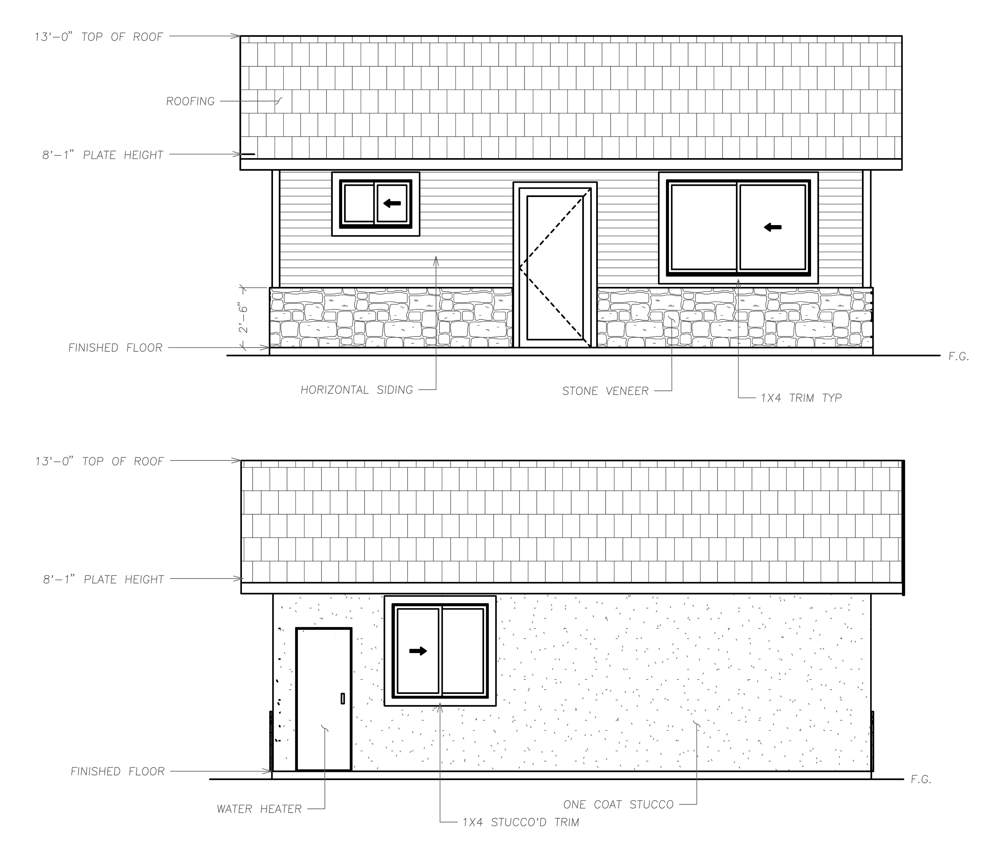 13'-0" TOP OF ROOF
ROOFING
8'-1" PLATE HEIGHT
2'-6"
FINISHED FLOOR
F.G.
HORIZONTAL SIDING
STONE VENEER
1X4 TRIM TYP
13'-0" TOP OF ROOF
8'-1" PLATE HEIGHT
FINISHED FLOOR
F.G.
WATER HEATER
ONE COAT STUCCO
1X4 STUCCO'D TRIM